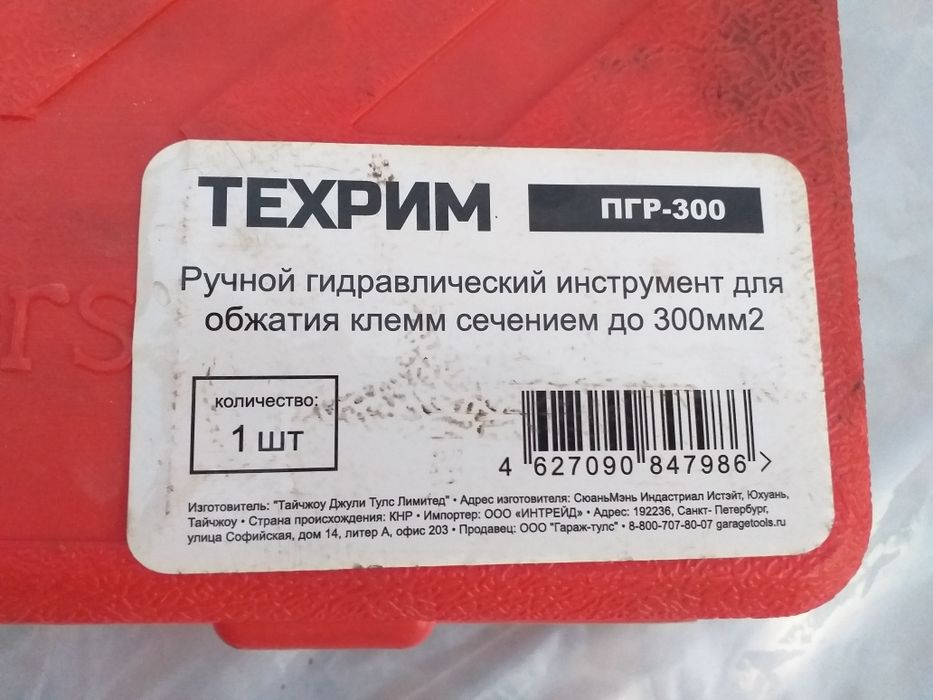 ТЕХРИМ
ПГР-300
Ручной гидравлический инструмент для
обжатия клемм сечением до 300мм2
количество:
1 шт
4 627090 847986 >
Изготовитель: "Тайчжоу Джули Тулс Лимитед" • Адрес изготовителя: СюаньМэнь Индастриал Истэйт, Юхуань,
Тайчжоу • Страна происхождения: КНР • Импортер: ООО «ИНТРЕЙД» • Адрес: 192236, Санкт- Петербург,
улица Софийская, дом 14, литер А, офис 203 • Продавец: ООО "Гараж-тулс" • 8-800-707-80-07 garagetools.ru
rs